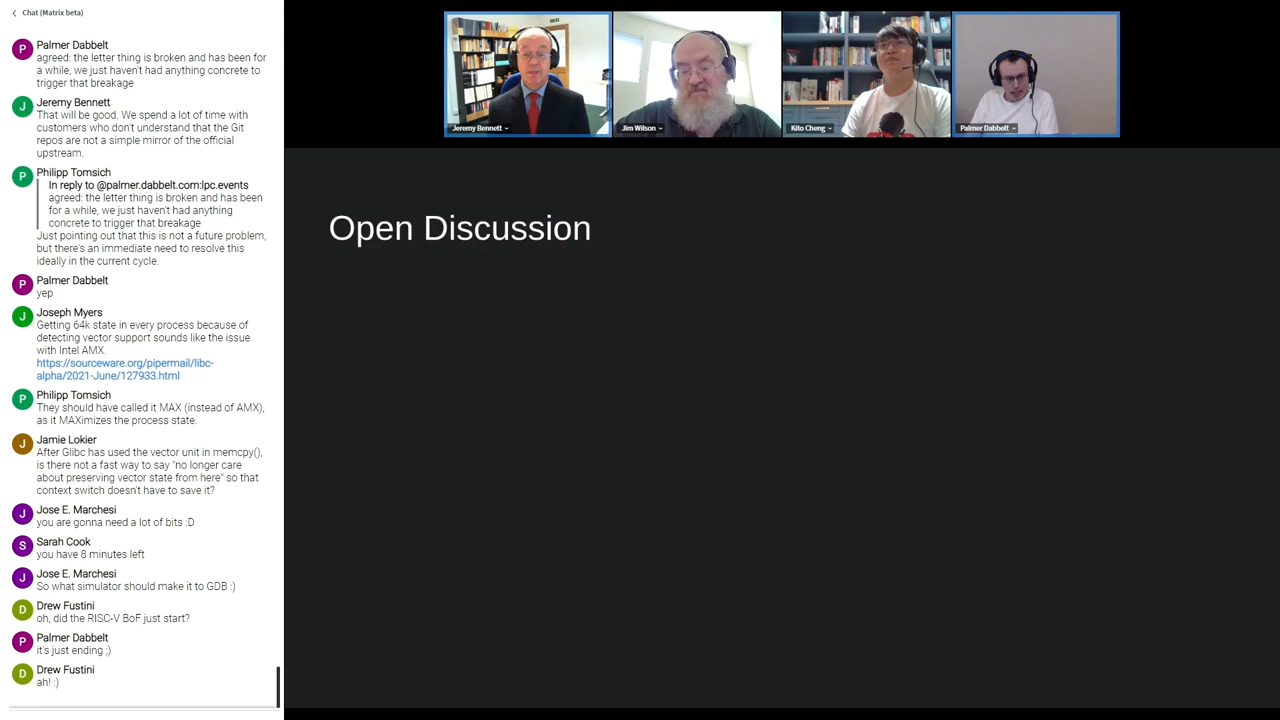 Chat (Matrix beta)
P
Palmer Dabbelt
agreed: the letter thing is broken and has been for
a while, we just haven't had anything concrete to
trigger that breakage
J
Jeremy Bennett
That will be good. We spend a lot of time with
customers who don't understand that the Git
repos are not a simple mirror of the official
upstream.
P
Philipp Tomsich
In reply to @palmer.dabbelt.com:lpc.events
agreed: the letter thing is broken and has been
for a while, we just haven't had anything
concrete to trigger that breakage
Just pointing out that this is not a future problem,
but there's an immediate need to resolve this
ideally in the current cycle.
P
Palmer Dabbelt
yep
J
Joseph Myers
Getting 64k state in every process because of
detecting vector support sounds like the issue
with Intel AMX.
https://sourceware.org/pipermail/libc-
alpha/2021-June/127933.html
P
Philipp Tomsich
They should have called it MAX (instead of AMX),
as it MAXimizes the process state.
J
Jamie Lokier
After Glibc has used the vector unit in memcpy(),
is there not a fast way to say "no longer care
about preserving vector state from here" so that
context switch doesn't have to save it?
J
Jose E. Marchesi
you are gonna need a lot of bits :D
S
Sarah Cook
you have 8 minutes left
J
Jose E. Marchesi
So what simulator should make it to GDB :)
D
Drew Fustini
oh, did the RISC-V BoF just start?
P
Palmer Dabbelt
it's just ending ;)
D
Drew Fustini
ah! :)
Jeremy Bennett
Jim Wilson
Kito Cheng
Palmer Dabbelt
Open Discussion